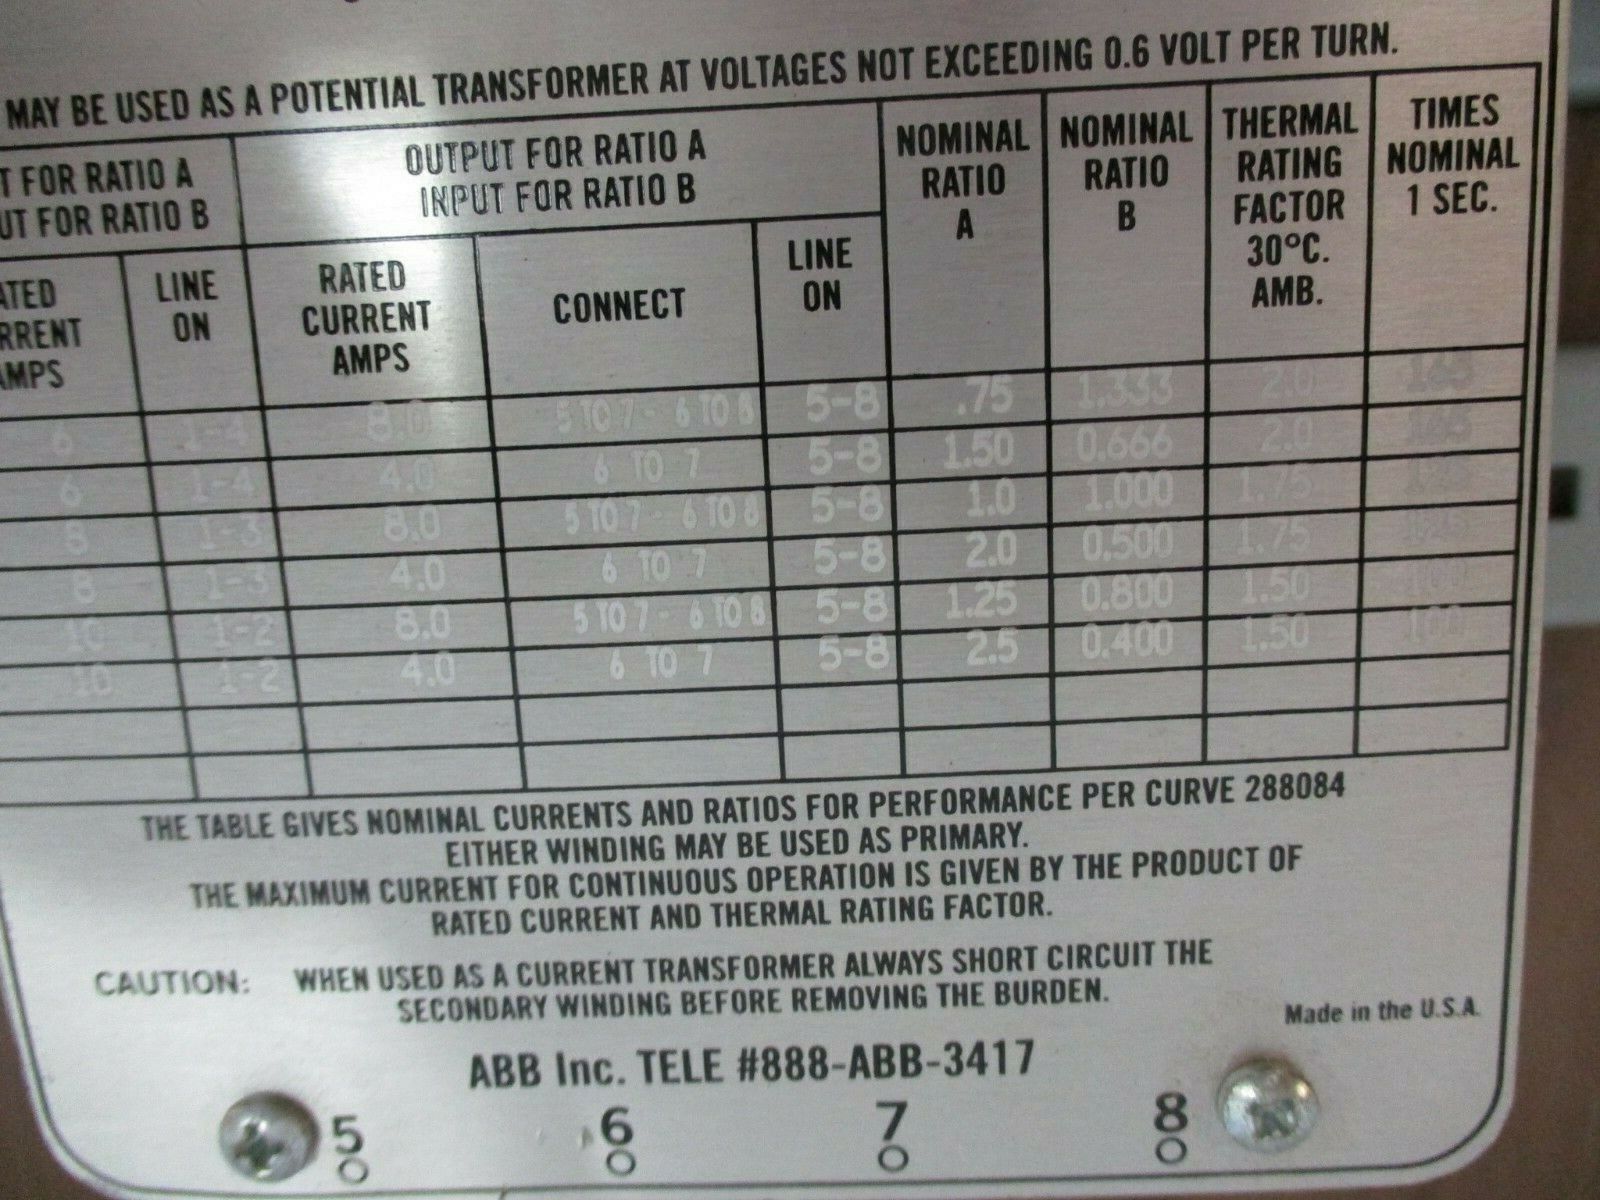 MAY BE USED AS A POTENTIAL TRANSFORMER AT VOLTAGES NOT EXCEEDING 0.6 VOLT PER TURN.
T FOR RATIO A
UT FOR RATIO B
OUTPUT FOR RATIO A
INPUT FOR RATIO B
NOMINAL RATIO A
NOMINAL RATIO B
THERMAL RATING FACTOR 30°C. AMB.
TIMES NOMINAL 1 SEC.
ATED
RRENT
AMPS
LINE ON
RATED CURRENT AMPS
CONNECT
LINE ON
6 1-4 8.0 5 TO 7 - 6 TO 8 5-8 .75 1.333 2.0 165
6 1-4 4.0 6 TO 7 5-8 1.50 0.666 2.0 165
8 1-3 8.0 5 TO 7 - 6 TO 8 5-8 1.0 1.000 1.75 125
8 1-3 4.0 6 TO 7 5-8 2.0 0.500 1.75 125
10 1-2 8.0 5 TO 7 - 6 TO 8 5-8 1.25 0.800 1.50 100
10 1-2 4.0 6 TO 7 5-8 2.5 0.400 1.50 100
THE TABLE GIVES NOMINAL CURRENTS AND RATIOS FOR PERFORMANCE PER CURVE 288084
EITHER WINDING MAY BE USED AS PRIMARY.
THE MAXIMUM CURRENT FOR CONTINUOUS OPERATION IS GIVEN BY THE PRODUCT OF
RATED CURRENT AND THERMAL RATING FACTOR.
CAUTION: WHEN USED AS A CURRENT TRANSFORMER ALWAYS SHORT CIRCUIT THE
SECONDARY WINDING BEFORE REMOVING THE BURDEN.
Made in the U.S.A.
ABB Inc. TELE #888-ABB-3417
5 6 7 8